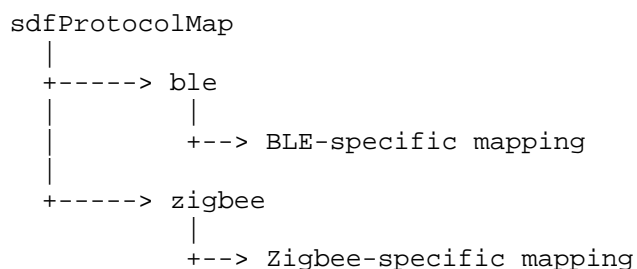 sdfProtocolMap
|
+-----> ble
|        |
|        +--> BLE-specific mapping
|
+-----> zigbee
         |
         +--> Zigbee-specific mapping